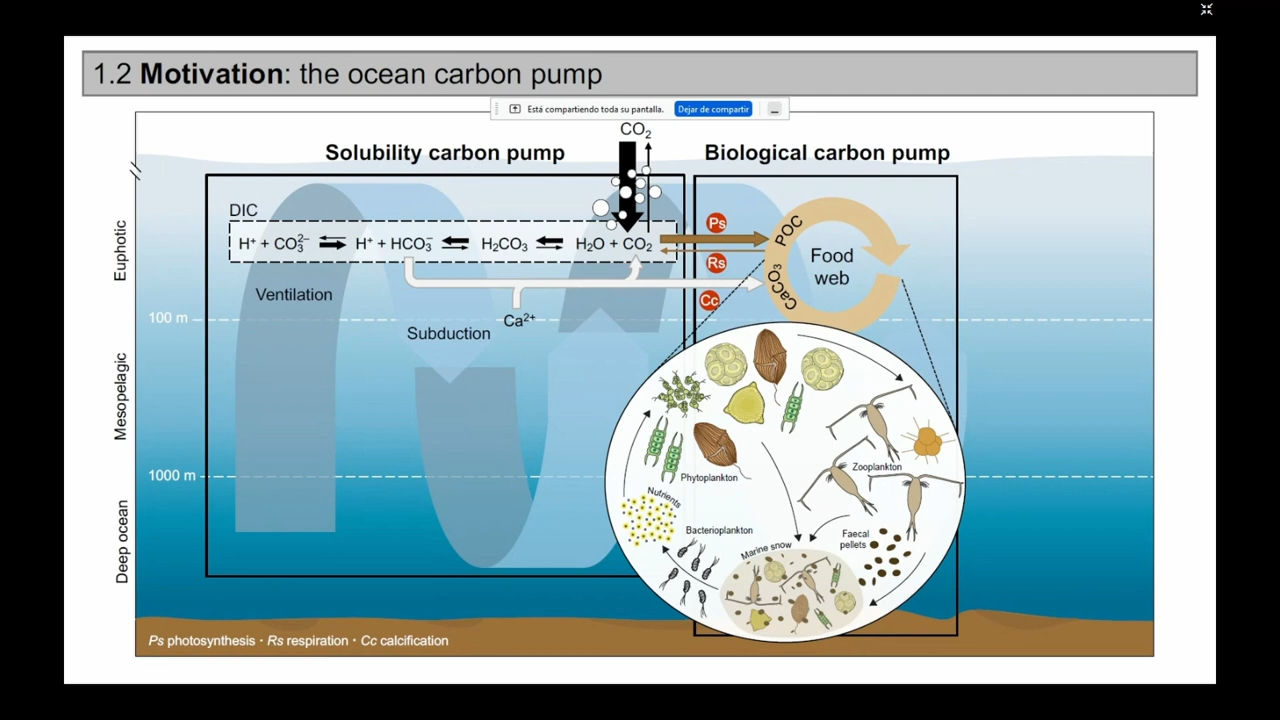 1.2 Motivation: the ocean carbon pump
Está compartiendo toda su pantalla. Dejar de compartir
CO₂
Solubility carbon pump
Biological carbon pump
DIC
H⁺ + CO₃²⁻ H⁺ + HCO₃⁻ H₂CO₃ H₂O + CO₂
Ps
Rs
Cc
POC
CaCO₃
Food
web
Ventilation
Subduction
Ca²⁺
Euphotic
100 m
Mesopelagic
1000 m
Deep ocean
Phytoplankton
Zooplankton
Nutrients
Bacterioplankton
Marine snow
Faecal
pellets
Ps photosynthesis · Rs respiration · Cc calcification